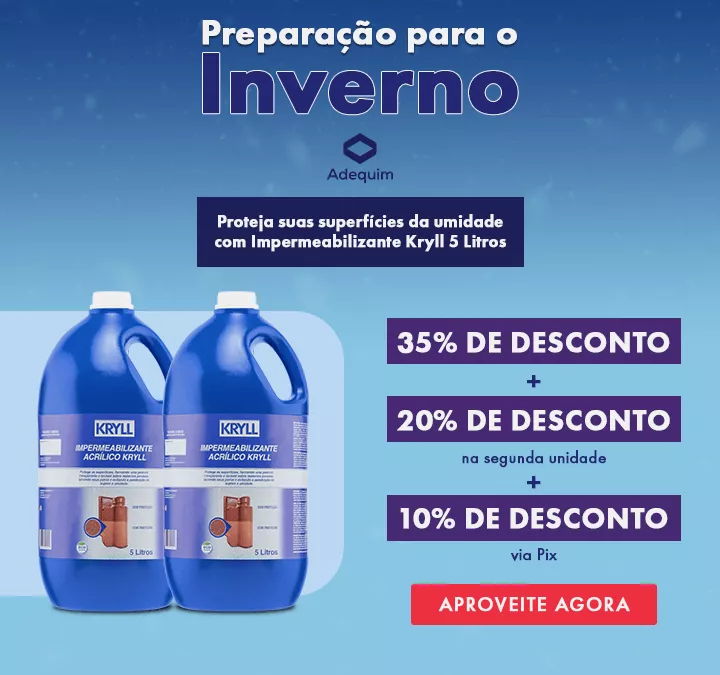 Preparação para o
Inverno
Adequim
Proteja suas superfícies da umidade
com Impermeabilizante Kryll 5 Litros
35% DE DESCONTO
+
20% DE DESCONTO
na segunda unidade
+
10% DE DESCONTO
via Pix
APROVEITE AGORA
KRYLL
IMPERMEABILIZANTE
ACRÍLICO KRYLL
5 Litros
KRYLL
IMPERMEABILIZANTE
ACRÍLICO KRYLL
5 Litros